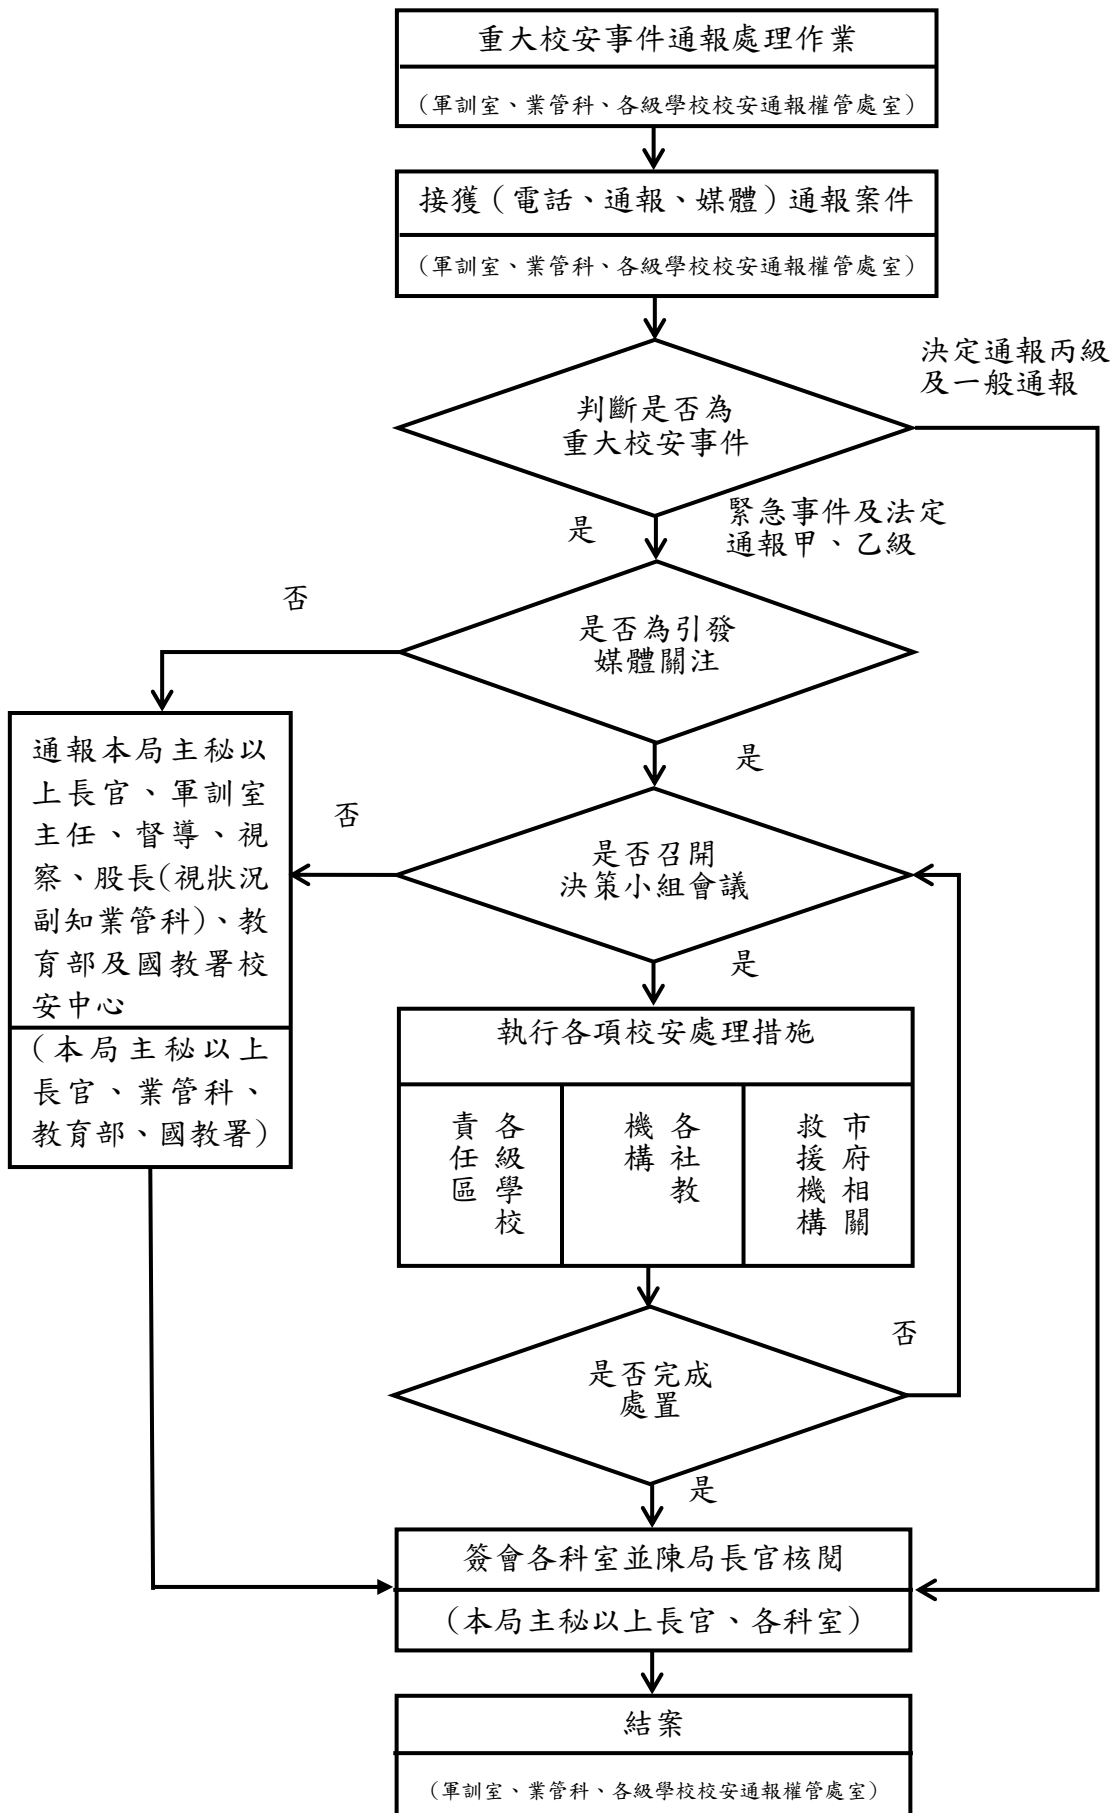 重大校安事件通報處理作業
（軍訓室、業管科、各級學校校安通報權管處室）
接獲（電話、通報、媒體）通報案件
（軍訓室、業管科、各級學校校安通報權管處室）
決定通報丙級
及一般通報
判斷是否為
重大校安事件
是
緊急事件及法定
通報甲、乙級
否
是否為引發
媒體關注
是
通報本局主秘以
上長官、軍訓室
主任、督導、視
察、股長(視狀況
副知業管科)、教
育部及國教署校
安中心
（本局主秘以上
長官、業管科、
教育部、國教署）
否
是否召開
決策小組會議
是
執行各項校安處理措施
各級學校
責任區
各社教
機構
市府相關
救援機構
否
是否完成
處置
是
簽會各科室並陳局長官核閱
（本局主秘以上長官、各科室）
結案
（軍訓室、業管科、各級學校校安通報權管處室）